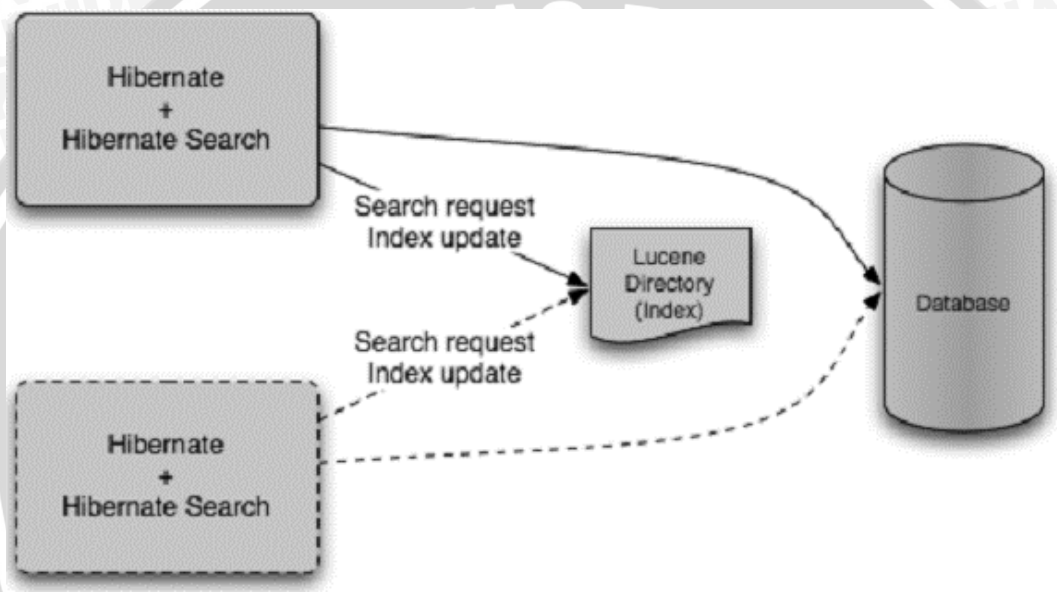 Hibernate
+
Hibernate Search
Search request
Index update
Lucene
Directory
(Index)
Database
Search request
Index update
Hibernate
+
Hibernate Search